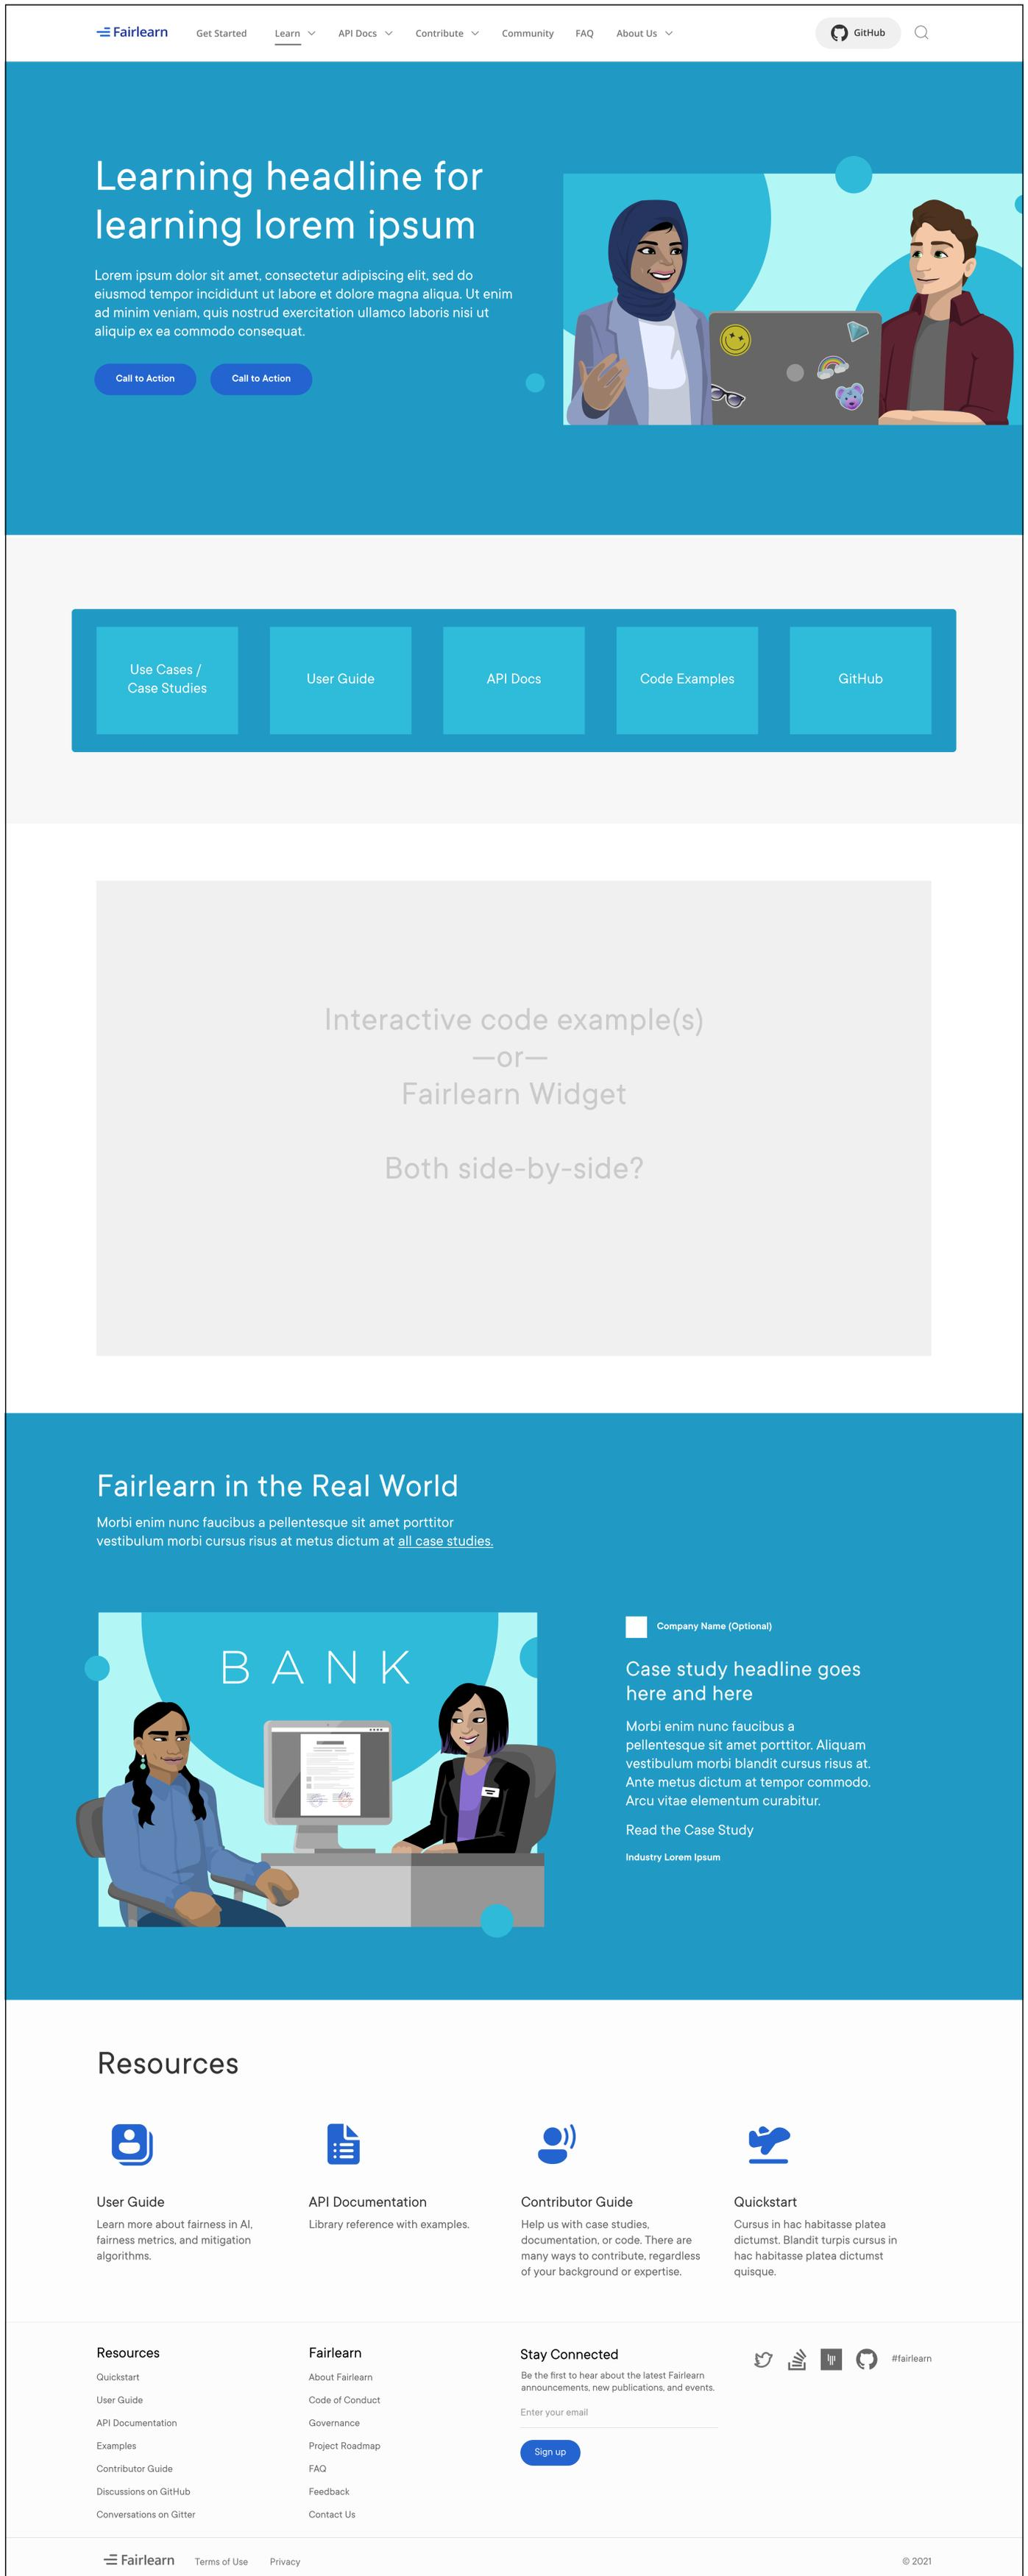 Fairlearn
Get Started
Learn
API Docs
Contribute
Community
FAQ
About Us
GitHub
Learning headline for
learning lorem ipsum
Lorem ipsum dolor sit amet, consectetur adipiscing elit, sed do
eiusmod tempor incididunt ut labore et dolore magna aliqua. Ut enim
ad minim veniam, quis nostrud exercitation ullamco laboris nisi ut
aliquip ex ea commodo consequat.
Call to Action
Call to Action
Use Cases /
Case Studies
User Guide
API Docs
Code Examples
GitHub
Interactive code example(s)
—or—
Fairlearn Widget
Both side-by-side?
Fairlearn in the Real World
Morbi enim nunc faucibus a pellentesque sit amet porttitor
vestibulum morbi cursus risus at metus dictum at all case studies.
BANK
Company Name (Optional)
Case study headline goes
here and here
Morbi enim nunc faucibus a
pellentesque sit amet porttitor. Aliquam
vestibulum morbi blandit cursus risus at.
Ante metus dictum at tempor commodo.
Arcu vitae elementum curabitur.
Read the Case Study
Industry Lorem Ipsum
Resources
User Guide
Learn more about fairness in AI,
fairness metrics, and mitigation
algorithms.
API Documentation
Library reference with examples.
Contributor Guide
Help us with case studies,
documentation, or code. There are
many ways to contribute, regardless
of your background or expertise.
Quickstart
Cursus in hac habitasse platea
dictumst. Blandit turpis cursus in
hac habitasse platea dictumst
quisque.
Resources
Quickstart
User Guide
API Documentation
Examples
Contributor Guide
Discussions on GitHub
Conversations on Gitter
Fairlearn
About Fairlearn
Code of Conduct
Governance
Project Roadmap
FAQ
Feedback
Contact Us
Stay Connected
Be the first to hear about the latest Fairlearn
announcements, new publications, and events.
Enter your email
Sign up
#fairlearn
Fairlearn
Terms of Use
Privacy
© 2021